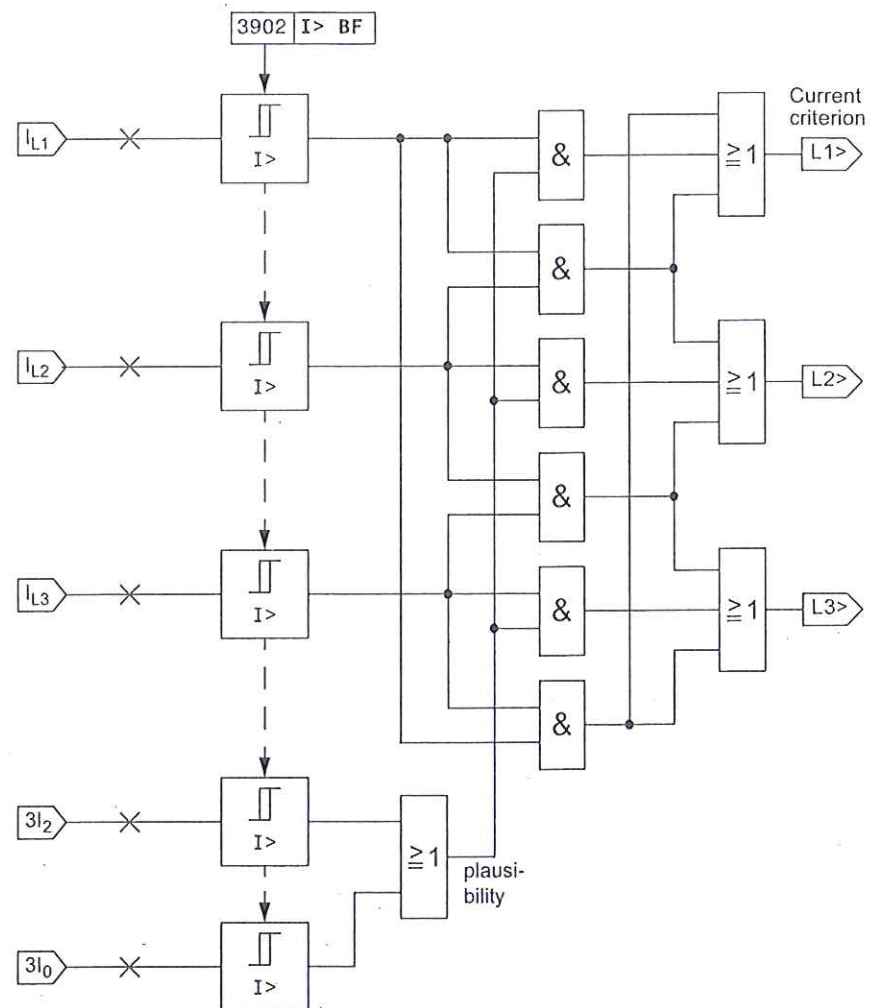 3902 I> BF
Current
criterion
I_L1
I>
&
≧1
L1>
&
I_L2
I>
&
≧1
L2>
&
I_L3
I>
&
≧1
L3>
&
3I_2
I>
≧1
plausi-
bility
3I_0
I>